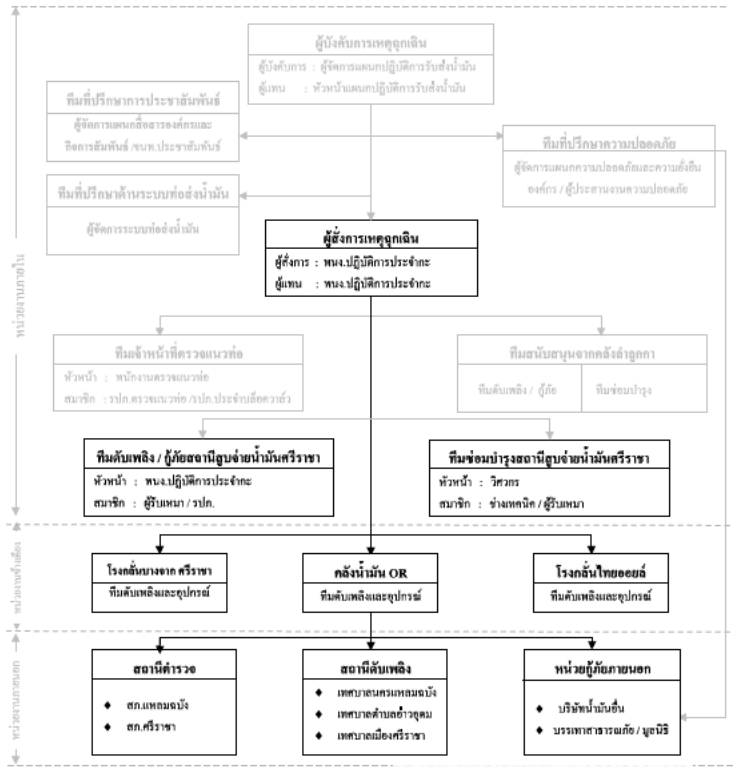 ผู้บังคับการเหตุฉุกเฉิน
ผู้บังคับการ : ผู้จัดการแผนกปฏิบัติการรับส่งน้ำมัน
ผู้แทน : หัวหน้าแผนกปฏิบัติการรับส่งน้ำมัน
ทีมที่ปรึกษาการประชาสัมพันธ์
ผู้จัดการแผนกสื่อสารองค์กรและ
กิจการสัมพันธ์ /จนท.ประชาสัมพันธ์
ทีมที่ปรึกษาความปลอดภัย
ผู้จัดการแผนกความปลอดภัยและความยั่งยืน
องค์กร / ผู้ประสานงานความปลอดภัย
ทีมที่ปรึกษาด้านระบบท่อส่งน้ำมัน
ผู้จัดการระบบท่อส่งน้ำมัน
ผู้สั่งการเหตุฉุกเฉิน
ผู้สั่งการ : พนง.ปฏิบัติการประจำกะ
ผู้แทน : พนง.ปฏิบัติการประจำกะ
หน่วยงานภายใน
ทีมเจ้าหน้าที่ตรวจแนวท่อ
หัวหน้า : พนักงานตรวจแนวท่อ
สมาชิก : รปภ.ตรวจแนวท่อ /รปภ.ประจำบล็อควาล์ว
ทีมสนับสนุนจากคลังลำลูกกา
ทีมดับเพลิง / กู้ภัย
ทีมซ่อมบำรุง
ทีมดับเพลิง / กู้ภัยสถานีสูบจ่ายน้ำมันศรีราชา
หัวหน้า : พนง.ปฏิบัติการประจำกะ
สมาชิก : ผู้รับเหมา / รปภ.
ทีมซ่อมบำรุงสถานีสูบจ่ายน้ำมันศรีราชา
หัวหน้า : วิศวกร
สมาชิก : ช่างเทคนิค / ผู้รับเหมา
หน่วยงานข้างเคียง
โรงกลั่นบางจาก ศรีราชา
ทีมดับเพลิงและอุปกรณ์
คลังน้ำมัน OR
ทีมดับเพลิงและอุปกรณ์
โรงกลั่นไทยออยล์
ทีมดับเพลิงและอุปกรณ์
หน่วยงานภายนอก
สถานีตำรวจ
♦ สภ.แหลมฉบัง
♦ สภ.ศรีราชา
สถานีดับเพลิง
♦ เทศบาลนครแหลมฉบัง
♦ เทศบาลตำบลอ่าวอุดม
♦ เทศบาลเมืองศรีราชา
หน่วยกู้ภัยภายนอก
♦ บริษัทน้ำมันอื่น
♦ บรรเทาสาธารณภัย / มูลนิธิ